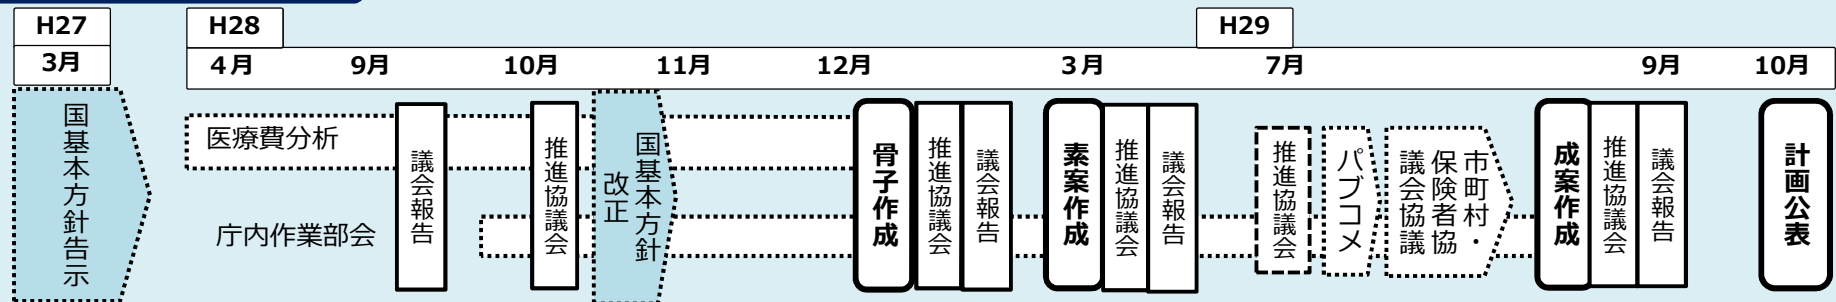 H27
H28
H29
3月
4月
9月
10月
11月
12月
3月
7月
9月
10月
国基本方針告示
医療費分析
庁内作業部会
議会報告
推進協議会
国基本方針
改正
骨子作成
推進協議会
議会報告
素案作成
推進協議会
議会報告
推進協議会
パブコメ
市町村・
保険者協
議会協議
成案作成
推進協議会
議会報告
計画公表